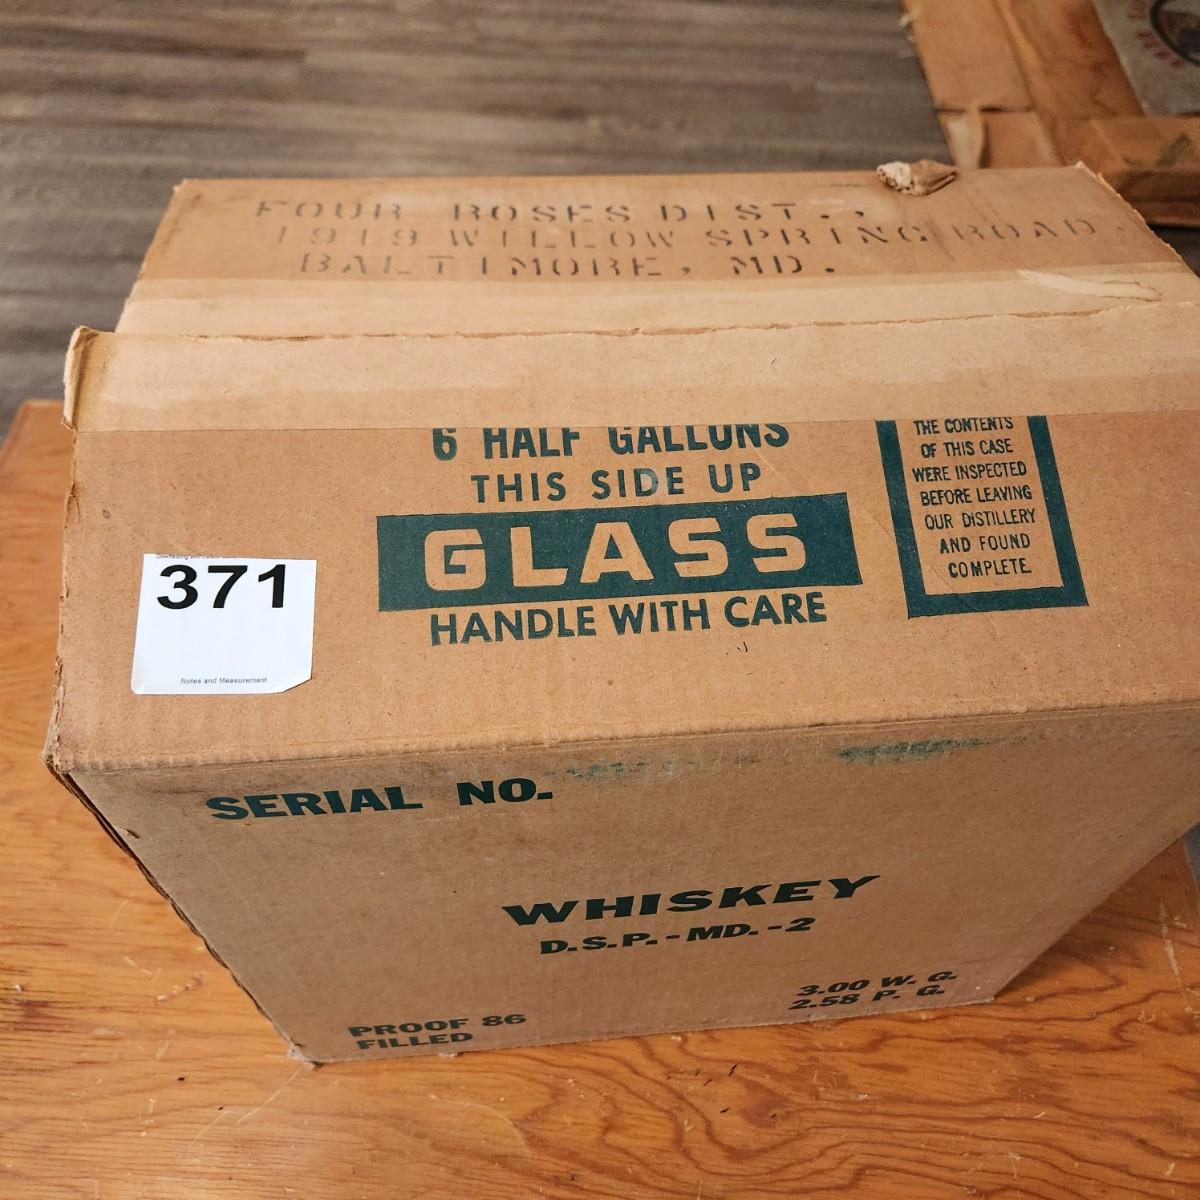 FOUR ROSES DIST.,
1919 WILLOW SPRING ROAD
BALTIMORE, MD.
6 HALF GALLONS
THIS SIDE UP
GLASS
HANDLE WITH CARE
THE CONTENTS
OF THIS CASE
WERE INSPECTED
BEFORE LEAVING
OUR DISTILLERY
AND FOUND
COMPLETE.
371
Notes and Measurement
SERIAL NO.
WHISKEY
D.S.P.-MD.-2
3.00 W. G.
2.58 P. G.
PROOF 86
FILLED